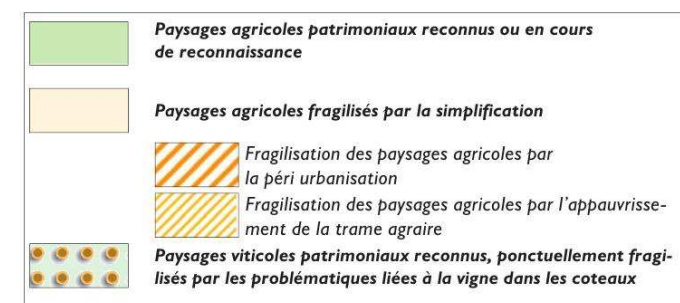 Paysages agricoles patrimoniaux reconnus ou en cours
de reconnaissance
Paysages agricoles fragilisés par la simplification
Fragilisation des paysages agricoles par
la péri urbanisation
Fragilisation des paysages agricoles par l'appauvrisse-
ment de la trame agraire
Paysages viticoles patrimoniaux reconnus, ponctuellement fragi-
lisés par les problématiques liées à la vigne dans les coteaux